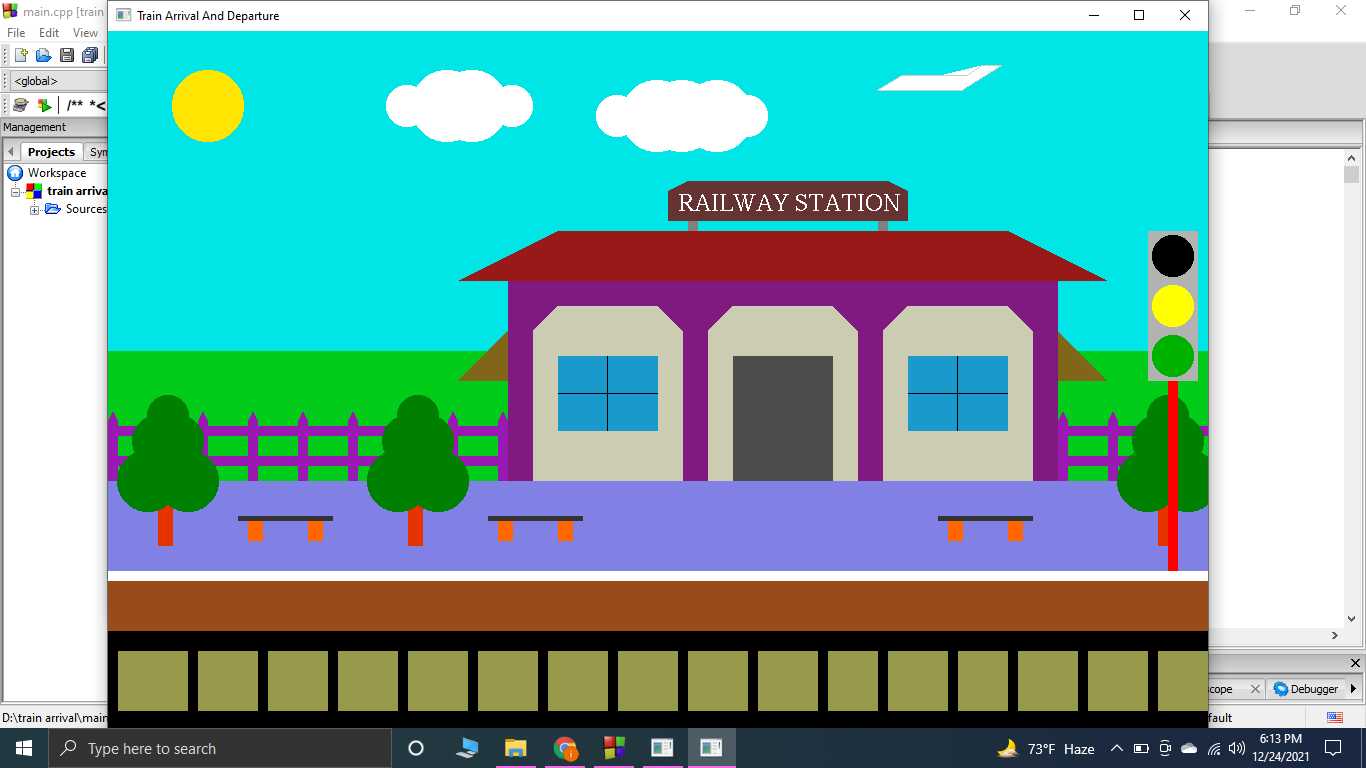 main.cpp [train
Train Arrival And Departure
File Edit View
<global>
/** *<
Management
Projects Sym
Workspace
train arriva
Sources
RAILWAY STATION
scope
Debugger
D:\train arrival\main
fault
Type here to search
73°F Haze
6:13 PM
12/24/2021